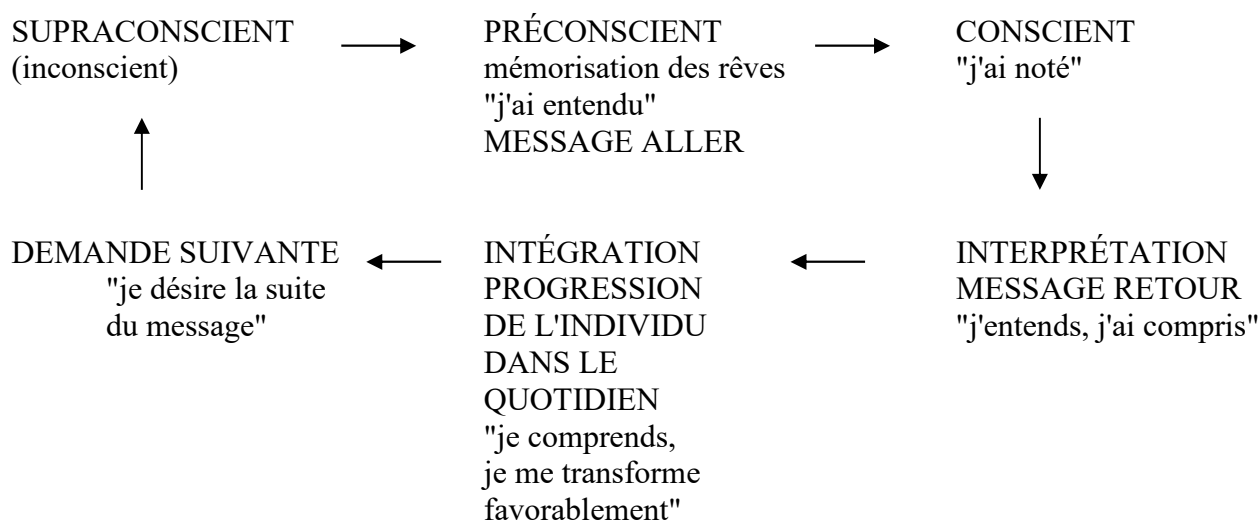 SUPRACONSCIENT
(inconscient)
PRÉCONSCIENT
mémorisation des rêves
"j'ai entendu"
MESSAGE ALLER
CONSCIENT
"j'ai noté"
INTERPRÉTATION
MESSAGE RETOUR
"j'entends, j'ai compris"
INTÉGRATION
PROGRESSION
DE L'INDIVIDU
DANS LE
QUOTIDIEN
"je comprends,
je me transforme
favorablement"
DEMANDE SUIVANTE
"je désire la suite
du message"